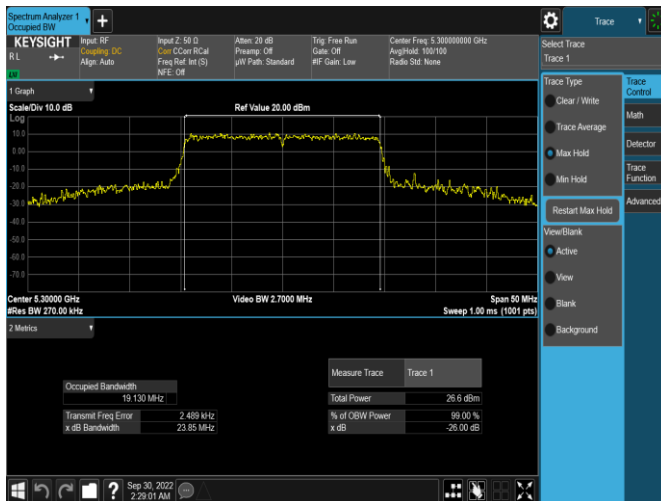 Spectrum Analyzer 1
Occupied BW
Trace
KEYSIGHT
R L
LV
Input: RF
Coupling: DC
Align: Auto
Input Z: 50 Ω
Corr CCorr RCal
Freq Ref: Int (S)
NFE: Off
Atten: 20 dB
Preamp: Off
µW Path: Standard
Trig: Free Run
Gate: Off
#IF Gain: Low
Center Freq: 5.300000000 GHz
Avg|Hold: 100/100
Radio Std: None
Select Trace
Trace 1
1 Graph
Scale/Div 10.0 dB
Ref Value 20.00 dBm
Log
10.0
0.00
-10.0
-20.0
-30.0
-40.0
-50.0
-60.0
-70.0
Center 5.30000 GHz
Video BW 2.7000 MHz
Span 50 MHz
#Res BW 270.00 kHz
Sweep 1.00 ms (1001 pts)
Trace Type
Clear / Write
Trace Average
Max Hold
Min Hold
Restart Max Hold
View/Blank
Active
View
Blank
Background
Trace Control
Math
Detector
Trace Function
Advanced
2 Metrics
Measure Trace Trace 1
Occupied Bandwidth
19.130 MHz
Total Power 26.6 dBm
Transmit Freq Error 2.489 kHz
% of OBW Power 99.00 %
x dB Bandwidth 23.85 MHz
x dB -26.00 dB
Sep 30, 2022
2:29:01 AM